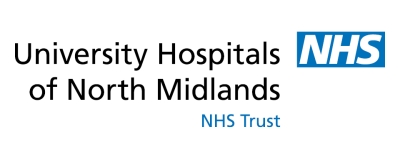 University Hospitals NHS
of North Midlands
NHS Trust